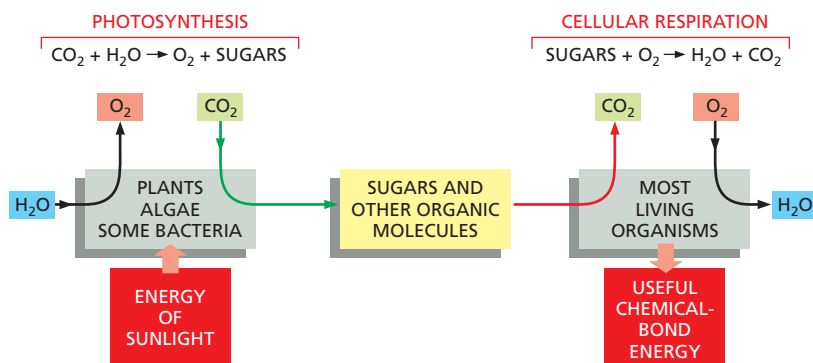 PHOTOSYNTHESIS
CO₂ + H₂O → O₂ + SUGARS
CELLULAR RESPIRATION
SUGARS + O₂ → H₂O + CO₂
O₂
CO₂
CO₂
O₂
H₂O
PLANTS
ALGAE
SOME BACTERIA
SUGARS AND
OTHER ORGANIC
MOLECULES
MOST
LIVING
ORGANISMS
H₂O
ENERGY
OF
SUNLIGHT
USEFUL
CHEMICAL-
BOND
ENERGY